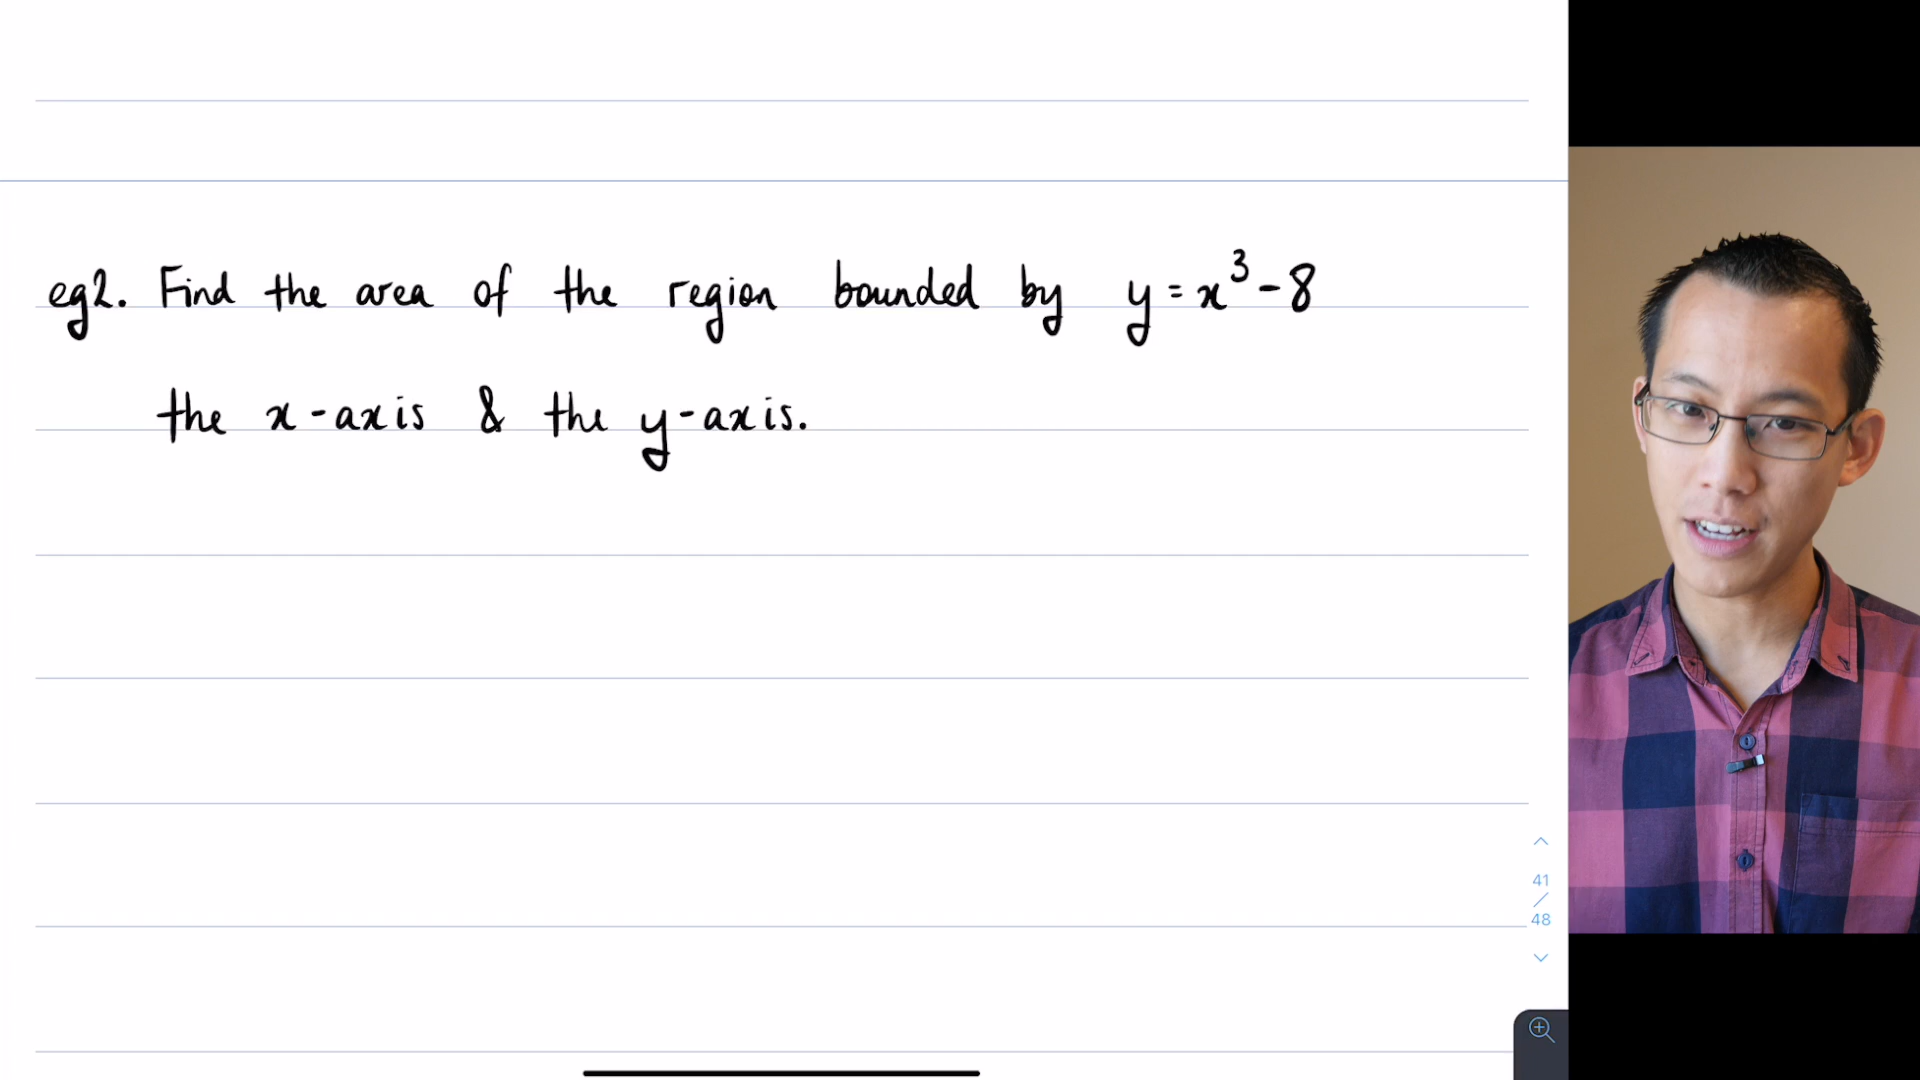 eg2. Find the area of the region bounded by y = x³ - 8
the x-axis & the y-axis.
41
/
48